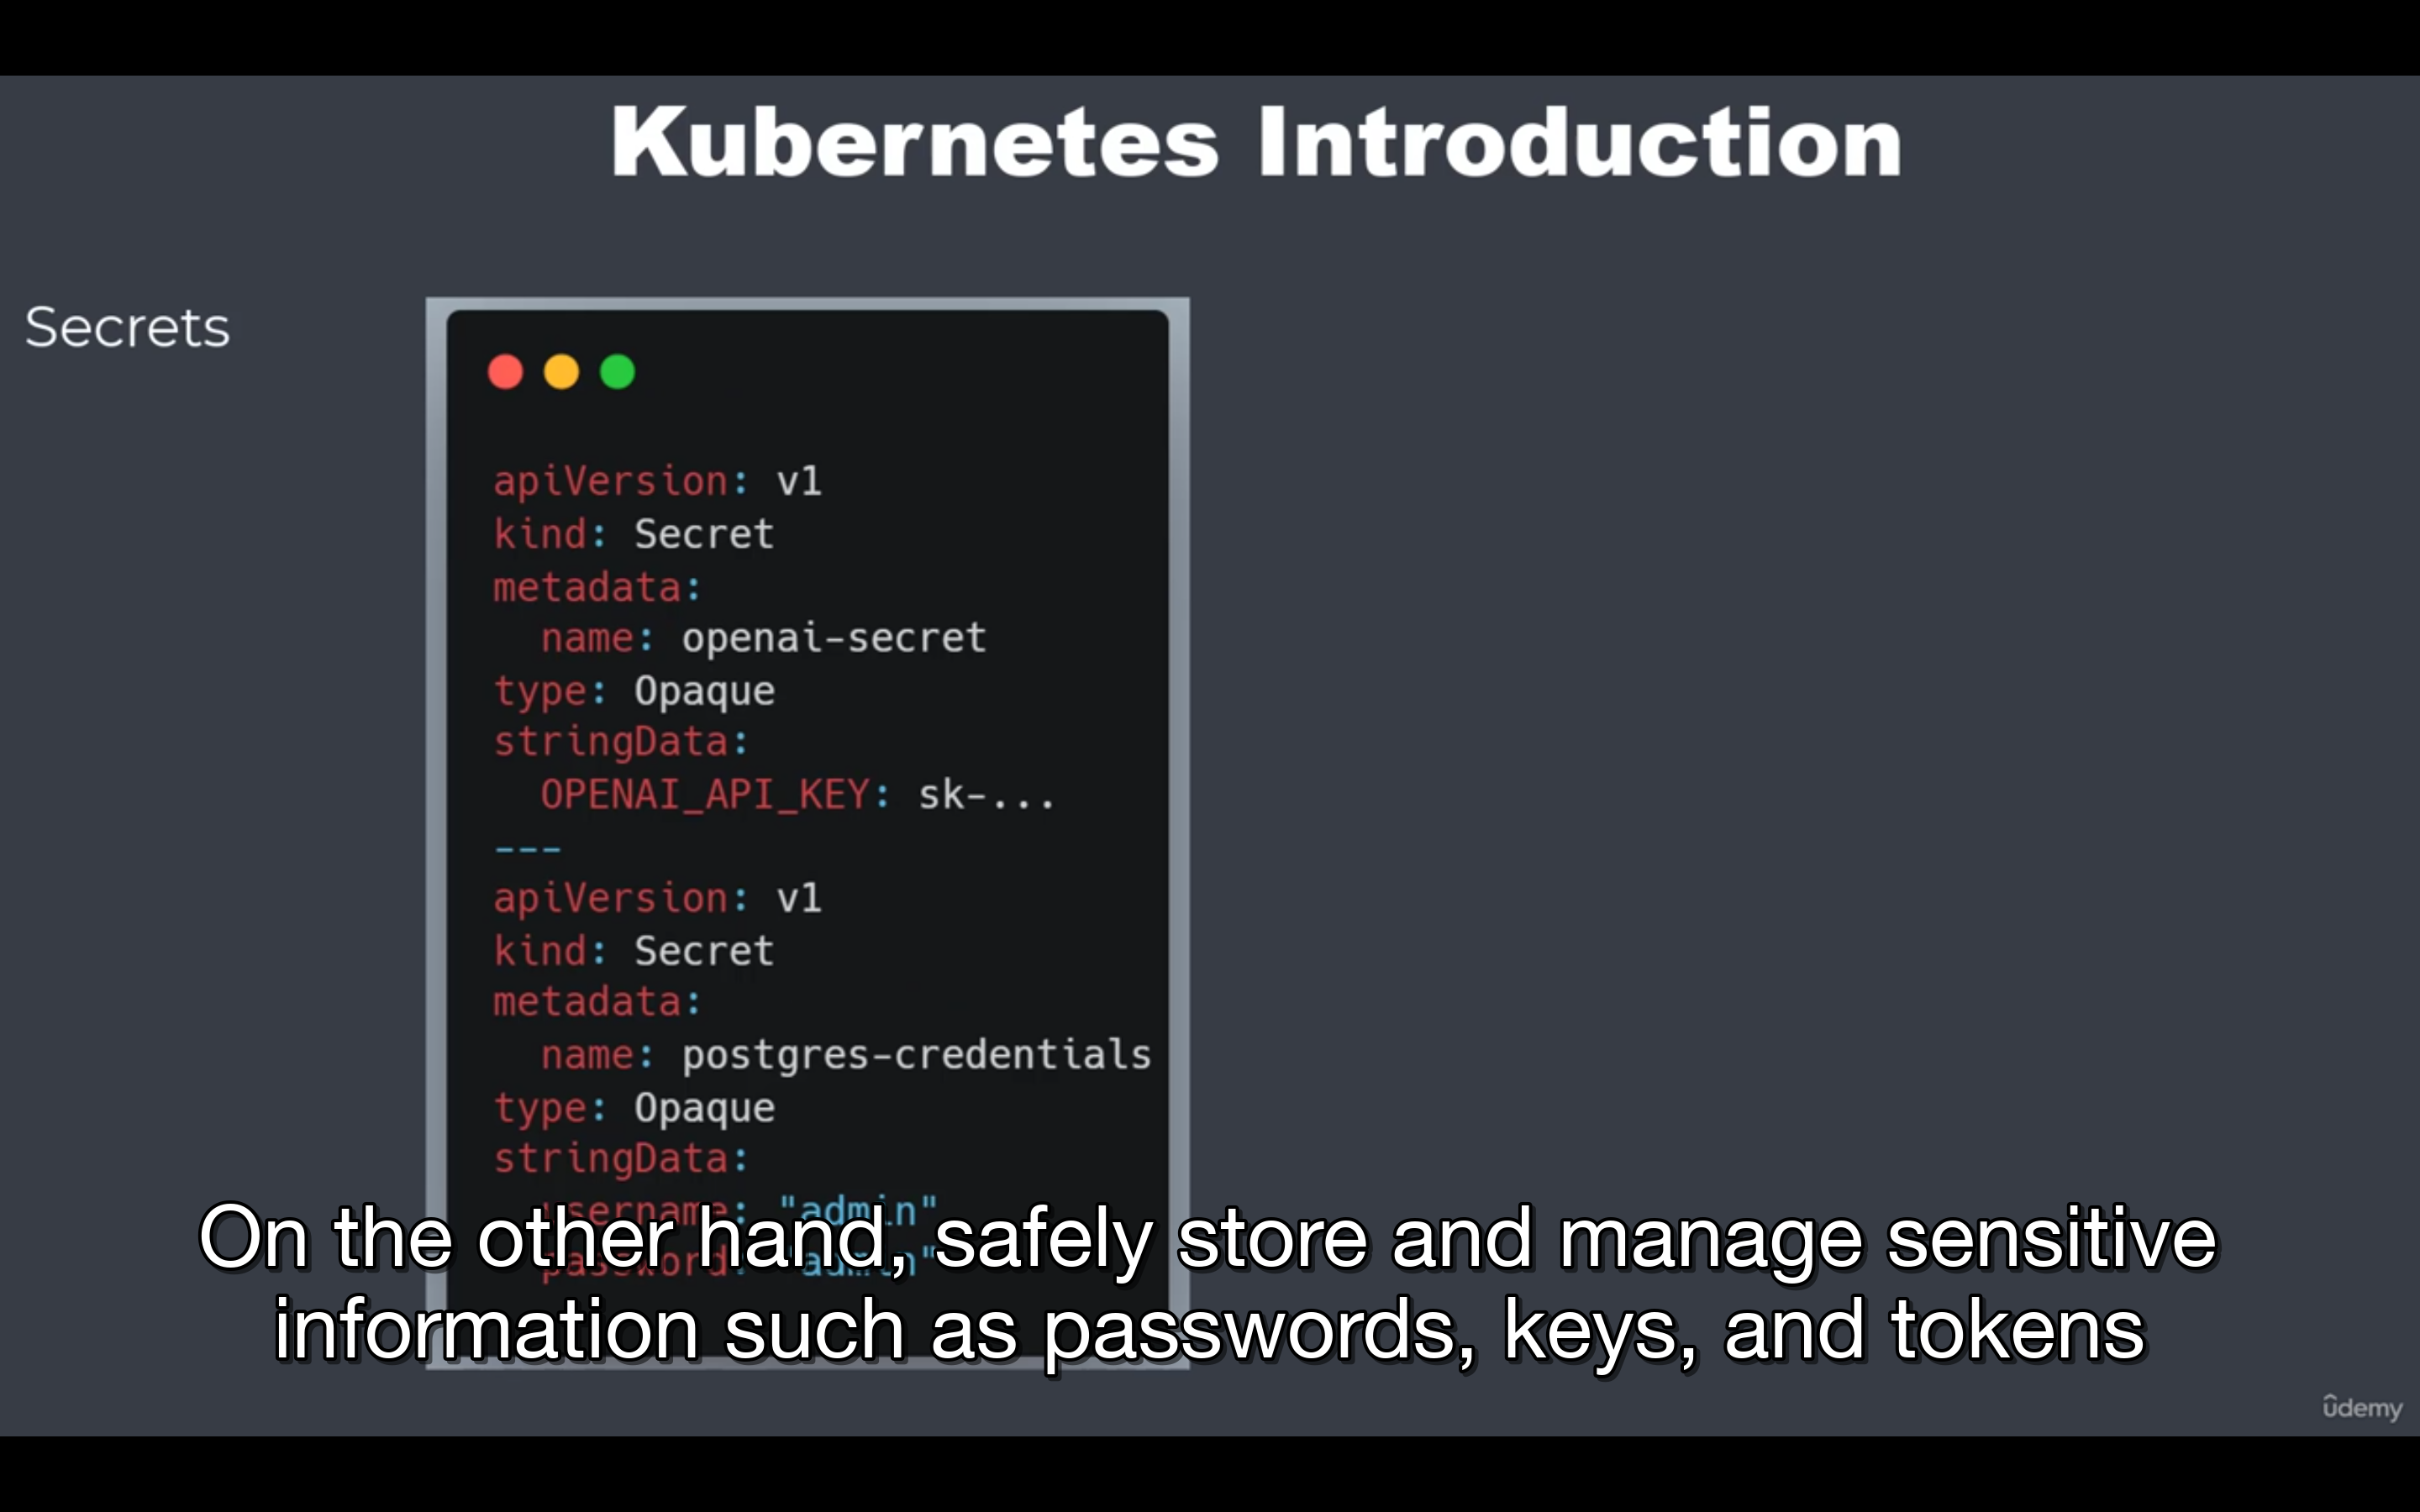 Kubernetes Introduction
Secrets
apiVersion: v1
kind: Secret
metadata:
  name: openai-secret
type: Opaque
stringData:
  OPENAI_API_KEY: sk-...
---
apiVersion: v1
kind: Secret
metadata:
  name: postgres-credentials
type: Opaque
stringData:
  username: "admin"
  password: "admin"
On the other hand, safely store and manage sensitive
information such as passwords, keys, and tokens
ûdemy